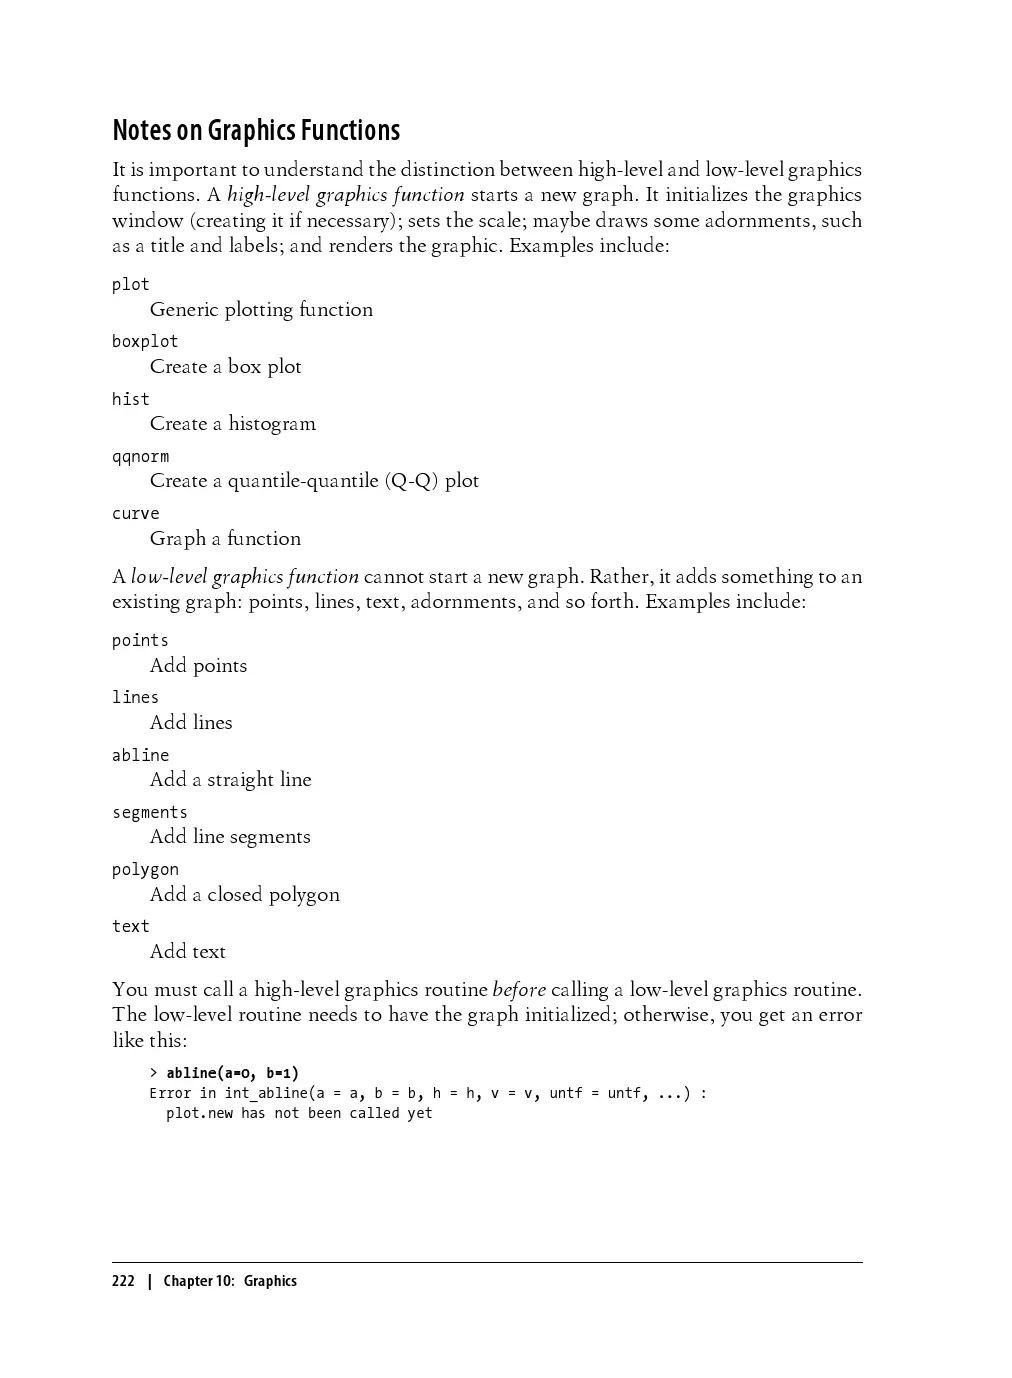 Notes on Graphics Functions
It is important to understand the distinction between high-level and low-level graphics
functions. A high-level graphics function starts a new graph. It initializes the graphics
window (creating it if necessary); sets the scale; maybe draws some adornments, such
as a title and labels; and renders the graphic. Examples include:
plot
Generic plotting function
boxplot
Create a box plot
hist
Create a histogram
qqnorm
Create a quantile-quantile (Q-Q) plot
curve
Graph a function
A low-level graphics function cannot start a new graph. Rather, it adds something to an
existing graph: points, lines, text, adornments, and so forth. Examples include:
points
Add points
lines
Add lines
abline
Add a straight line
segments
Add line segments
polygon
Add a closed polygon
text
Add text
You must call a high-level graphics routine before calling a low-level graphics routine.
The low-level routine needs to have the graph initialized; otherwise, you get an error
like this:
> abline(a=0, b=1)
Error in int_abline(a = a, b = b, h = h, v = v, untf = untf, ...) :
plot.new has not been called yet
222 | Chapter 10: Graphics